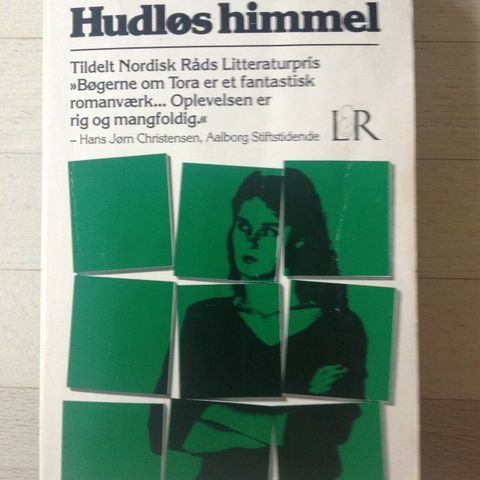 Hudløs himmel
Tildelt Nordisk Råds Litteraturpris
»Bøgerne om Tora er et fantastisk
romanværk... Oplevelsen er
rig og mangfoldig.«
– Hans Jørn Christensen, Aalborg Stiftstidende
L&R